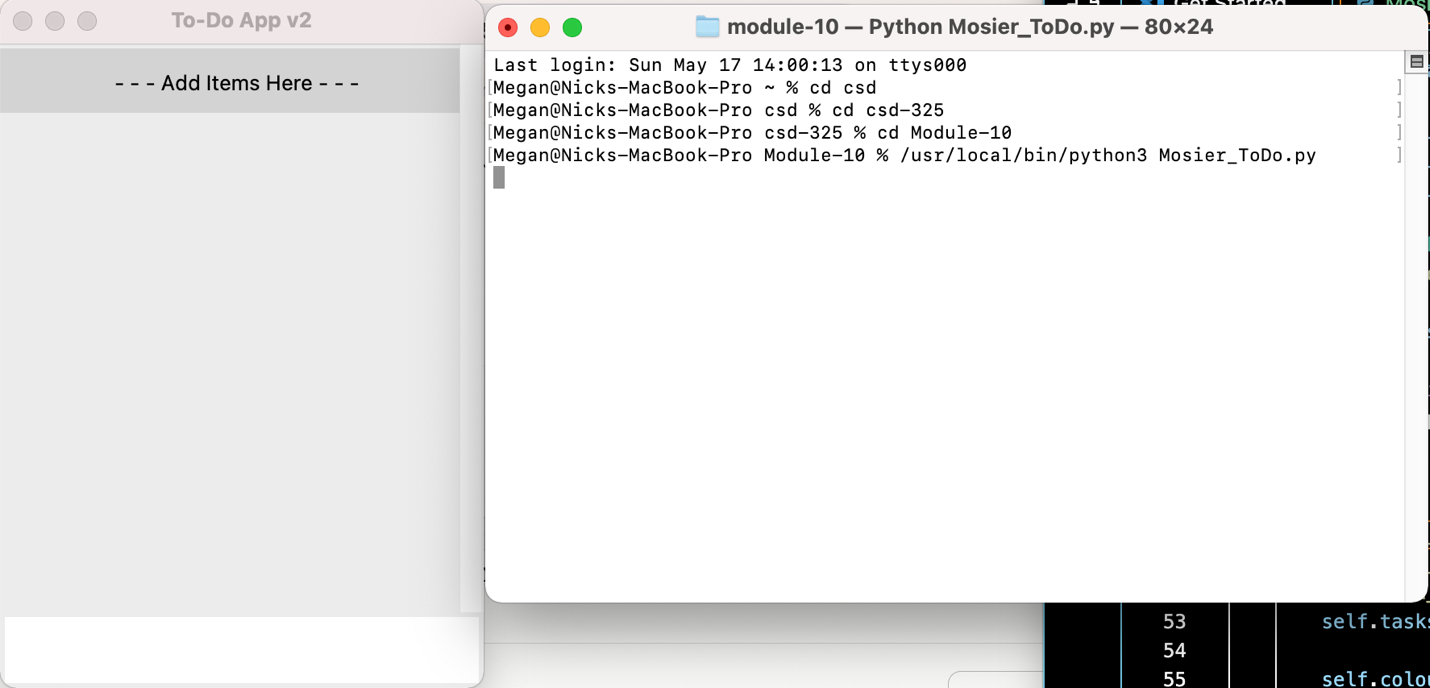 To-Do App v2
- - - Add Items Here - - -
module-10 — Python Mosier_ToDo.py — 80×24
Last login: Sun May 17 14:00:13 on ttys000
[Megan@Nicks-MacBook-Pro ~ % cd csd ]
[Megan@Nicks-MacBook-Pro csd % cd csd-325 ]
[Megan@Nicks-MacBook-Pro csd-325 % cd Module-10 ]
[Megan@Nicks-MacBook-Pro Module-10 % /usr/local/bin/python3 Mosier_ToDo.py ]
Get Started
53 self.tasks
54
55 self.colou